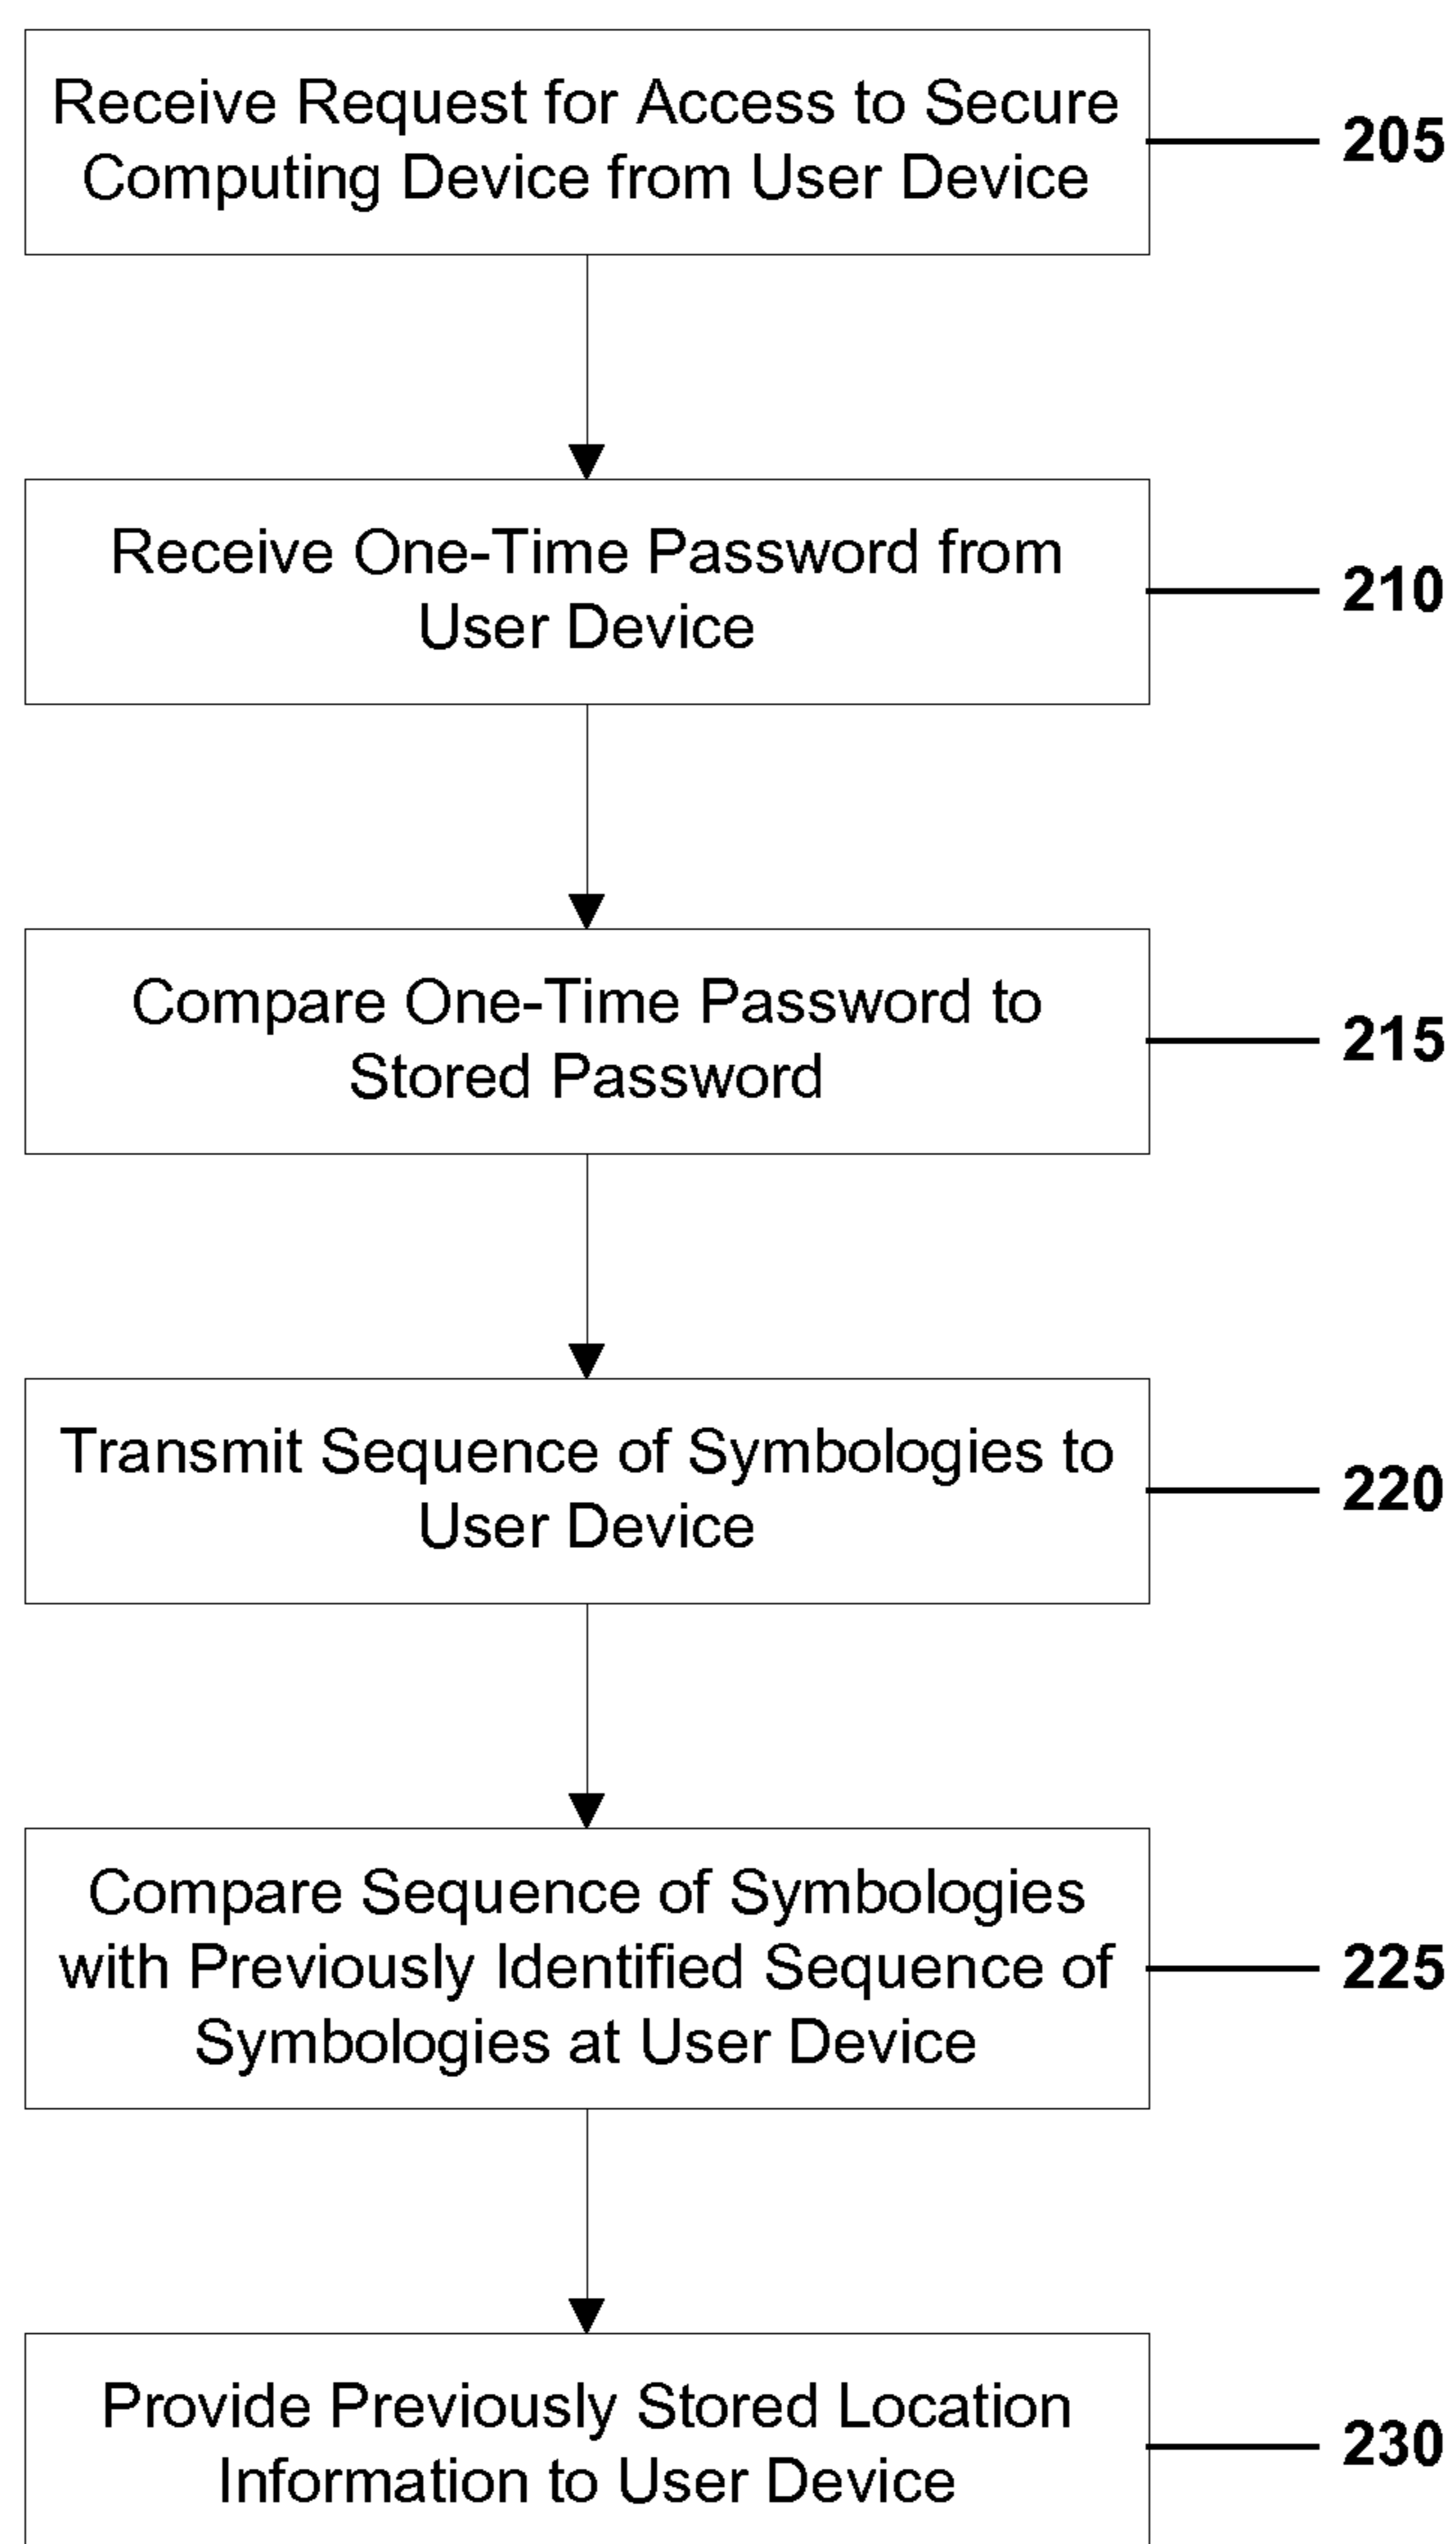 Receive Request for Access to Secure
Computing Device from User Device
205
Receive One-Time Password from
User Device
210
Compare One-Time Password to
Stored Password
215
Transmit Sequence of Symbologies to
User Device
220
Compare Sequence of Symbologies
with Previously Identified Sequence of
Symbologies at User Device
225
Provide Previously Stored Location
Information to User Device
230